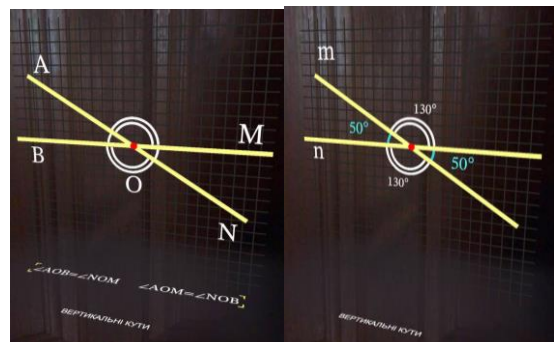 A
M
B
O
N
∠AOB=∠NOM ∠AOM=∠NOB
ВЕРТИКАЛЬНІ КУТИ
m
130°
50°
n
50°
130°
ВЕРТИКАЛЬНІ КУТИ